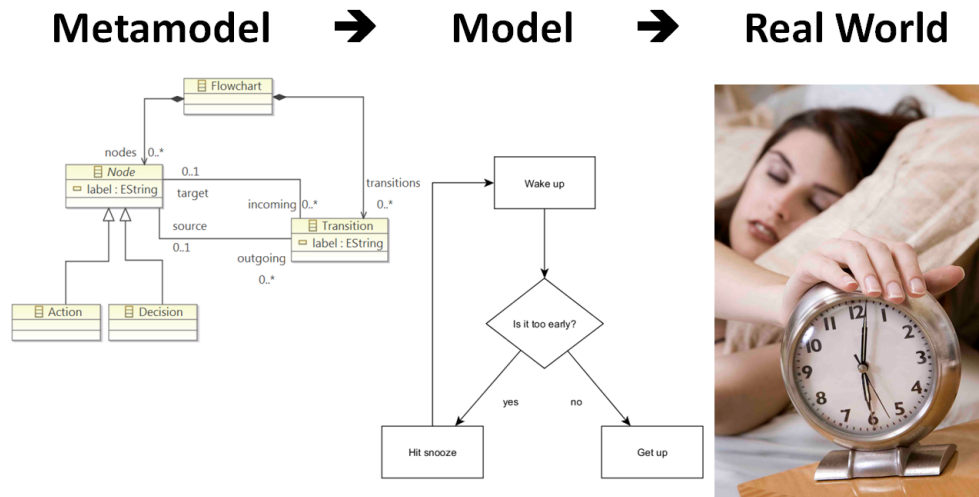 Metamodel ➔ Model ➔ Real World
Flowchart
nodes 0..*
Node
label : EString
0..1
target
incoming 0..*
transitions
0..*
source
0..1
Transition
label : EString
outgoing
0..*
Action
Decision
Wake up
Is it too early?
yes
no
Hit snooze
Get up
12
1
2
3
4
5
6
7
8
9
10
11